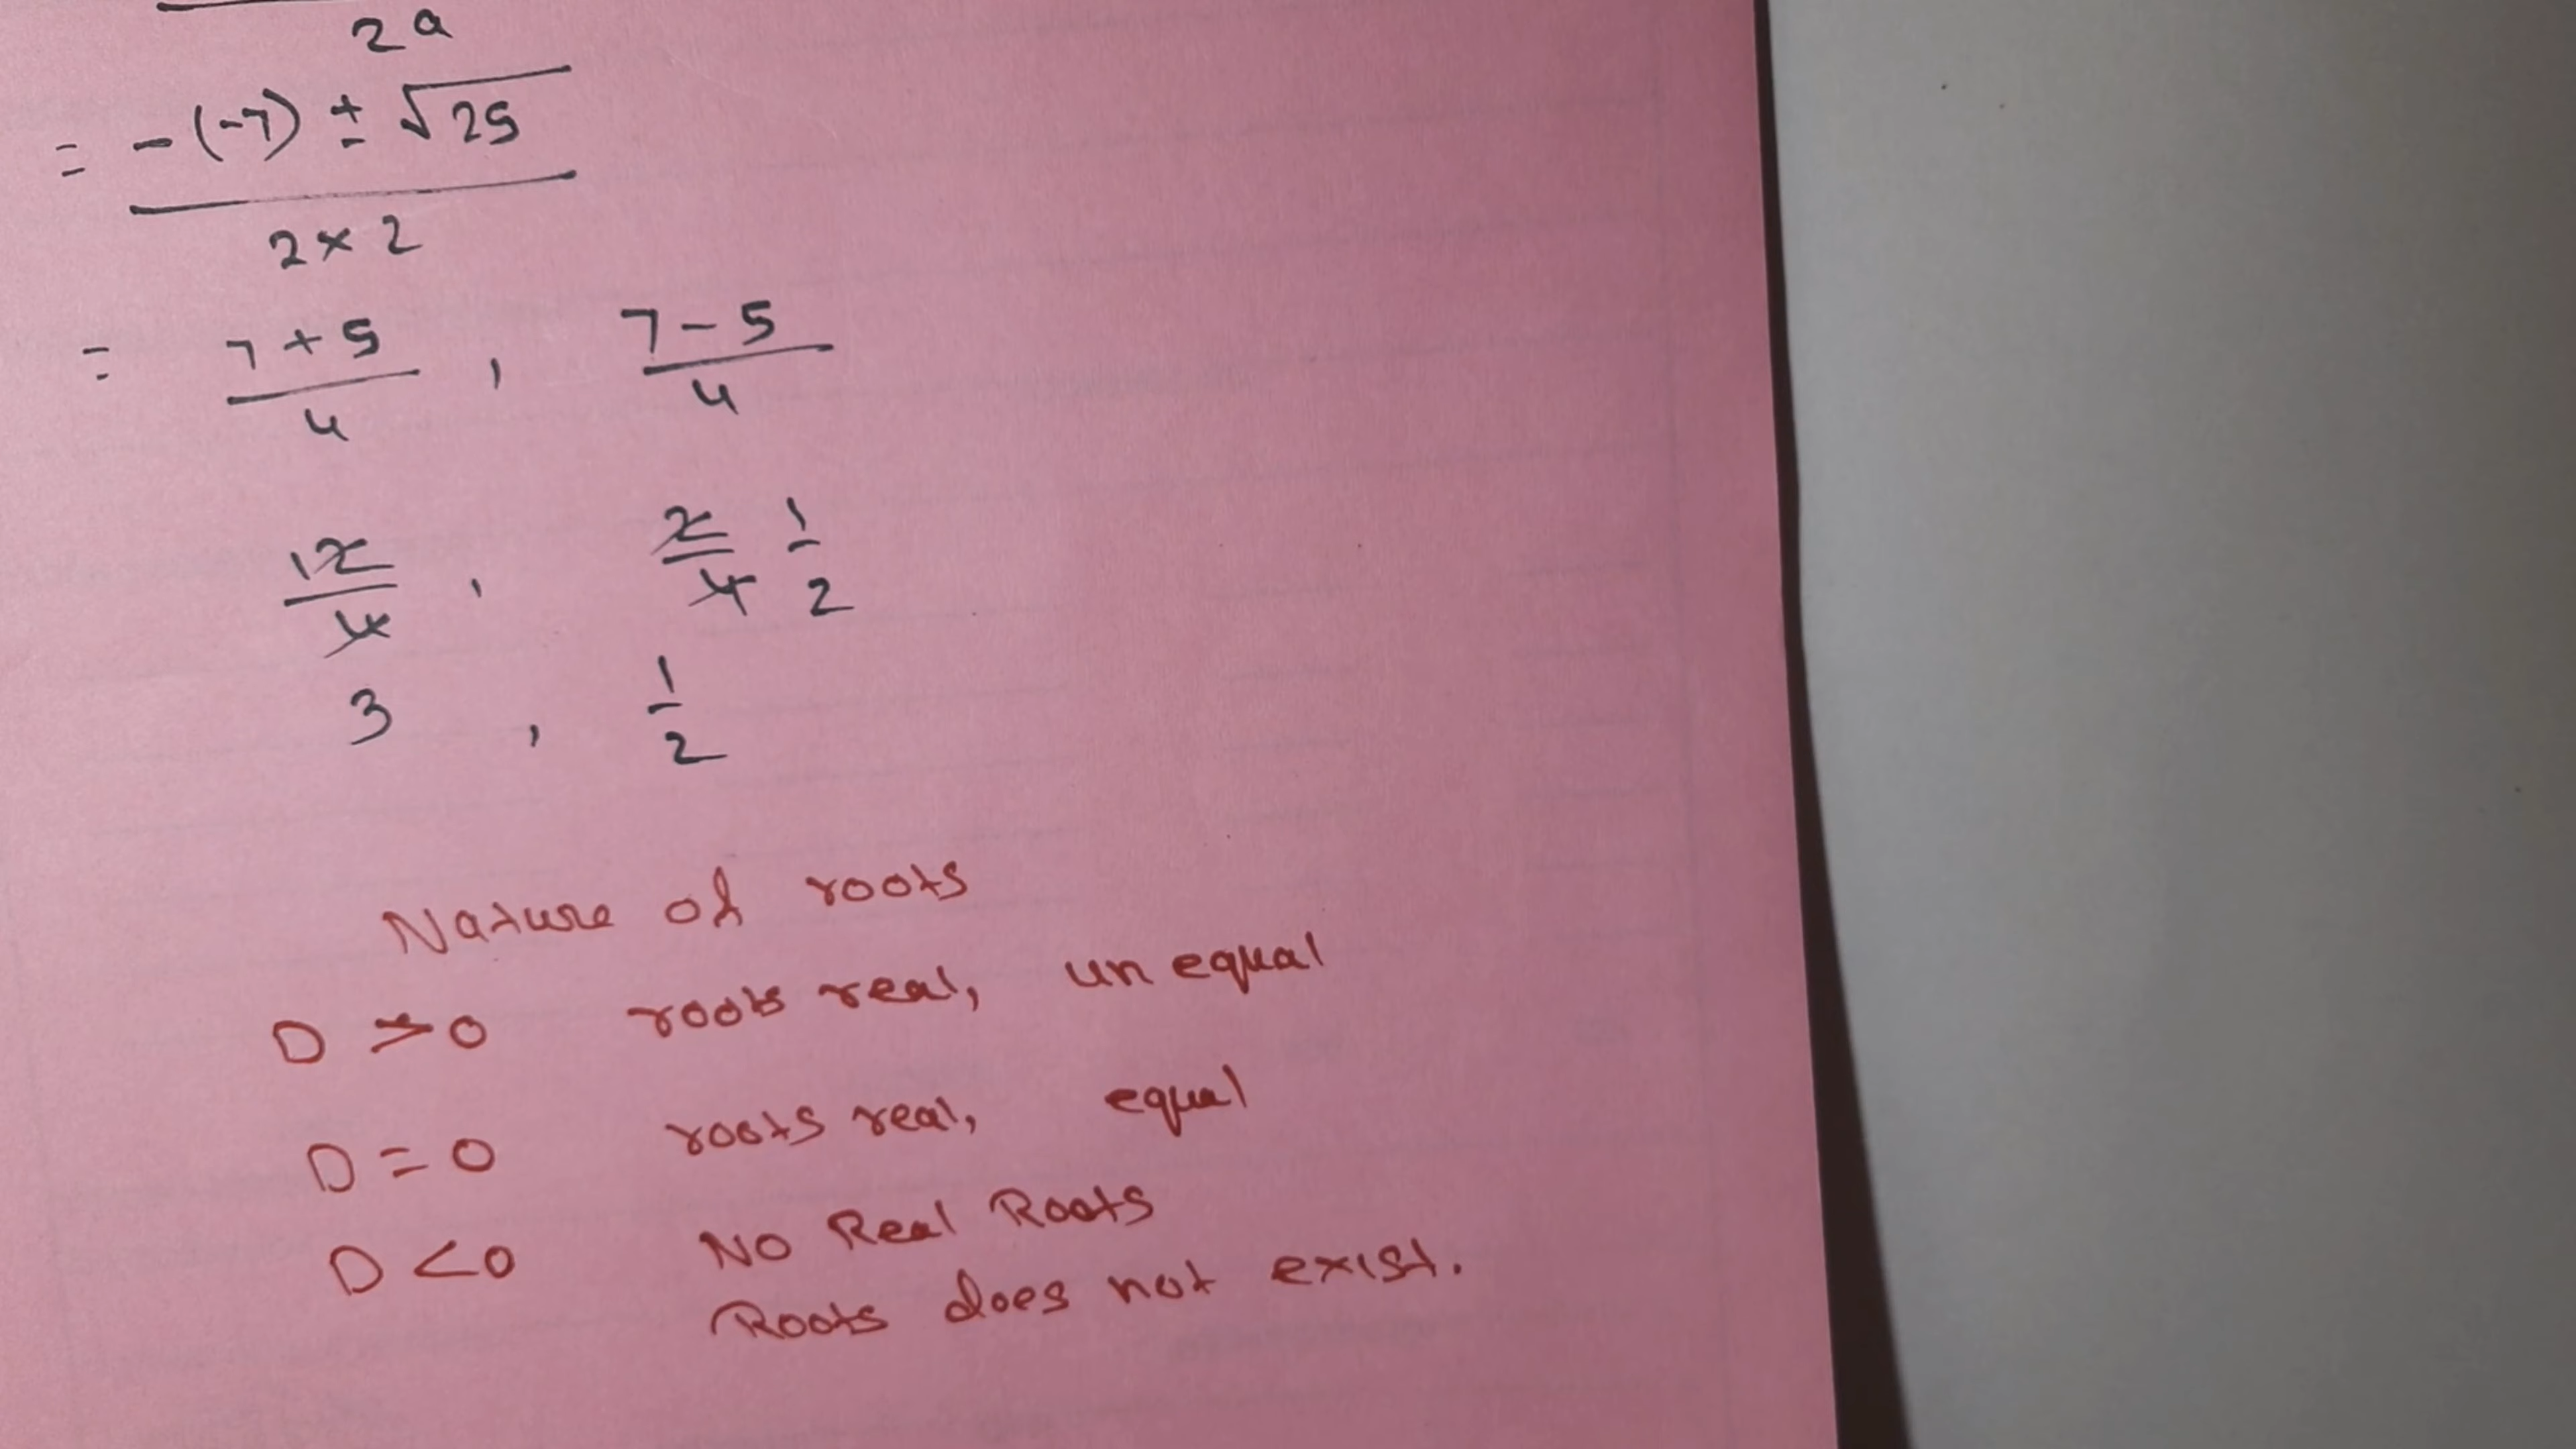 2a
= -(-7) ± √25
2 × 2
= 7 + 5 , 7 - 5
4 4
12 , 2 1
4 4 2
3 , 1
2
Nature of roots
D > 0 roots real, un equal
D = 0 roots real, equal
D < 0 No Real Roots
Roots does not exist.